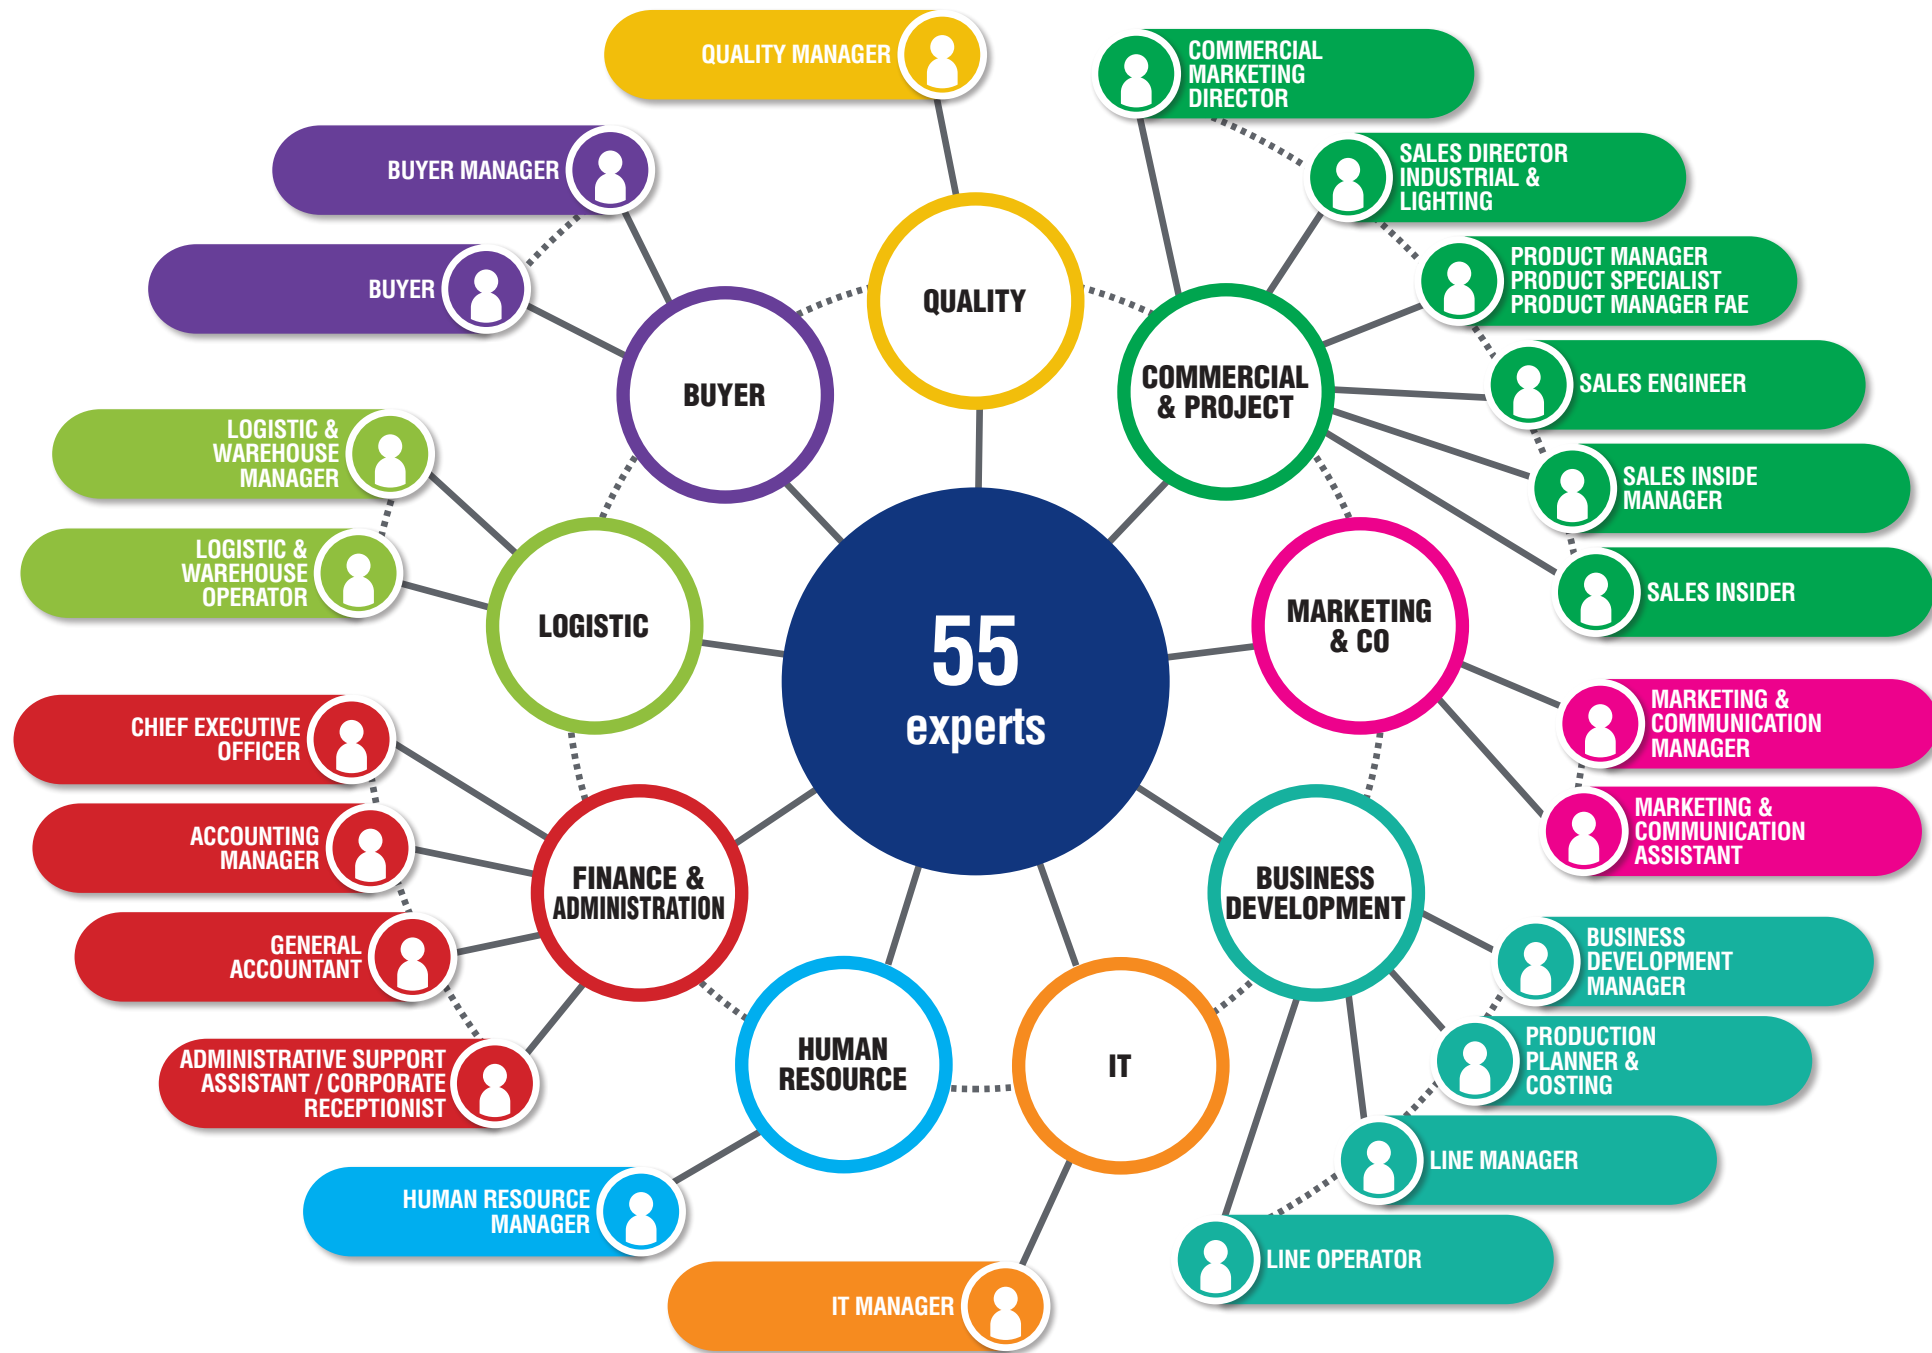 QUALITY MANAGER
COMMERCIAL
MARKETING
DIRECTOR
BUYER MANAGER
SALES DIRECTOR
INDUSTRIAL &
LIGHTING
BUYER
PRODUCT MANAGER
PRODUCT SPECIALIST
PRODUCT MANAGER FAE
QUALITY
BUYER
COMMERCIAL
& PROJECT
SALES ENGINEER
LOGISTIC &
WAREHOUSE
MANAGER
SALES INSIDE
MANAGER
LOGISTIC &
WAREHOUSE
OPERATOR
SALES INSIDER
LOGISTIC
55
experts
MARKETING
& CO
CHIEF EXECUTIVE
OFFICER
MARKETING &
COMMUNICATION
MANAGER
ACCOUNTING
MANAGER
MARKETING &
COMMUNICATION
ASSISTANT
FINANCE &
ADMINISTRATION
BUSINESS
DEVELOPMENT
GENERAL
ACCOUNTANT
BUSINESS
DEVELOPMENT
MANAGER
ADMINISTRATIVE SUPPORT
ASSISTANT / CORPORATE
RECEPTIONIST
HUMAN
RESOURCE
IT
PRODUCTION
PLANNER &
COSTING
LINE MANAGER
HUMAN RESOURCE
MANAGER
LINE OPERATOR
IT MANAGER